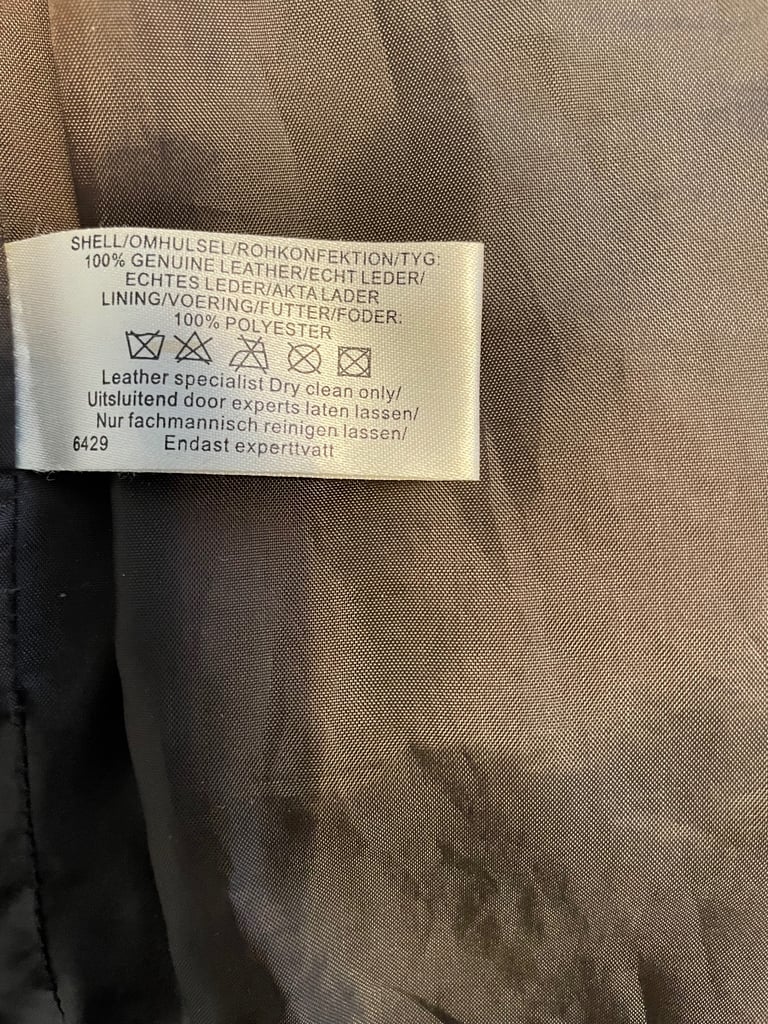 SHELL/OMHULSEL/ROHKONFEKTION/TYG:
100% GENUINE LEATHER/ECHT LEDER/
ECHTES LEDER/AKTA LADER
LINING/VOERING/FUTTER/FODER:
100% POLYESTER
Leather specialist Dry clean only/
Uitsluitend door experts laten lassen/
Nur fachmannisch reinigen lassen/
6429 Endast experttvatt